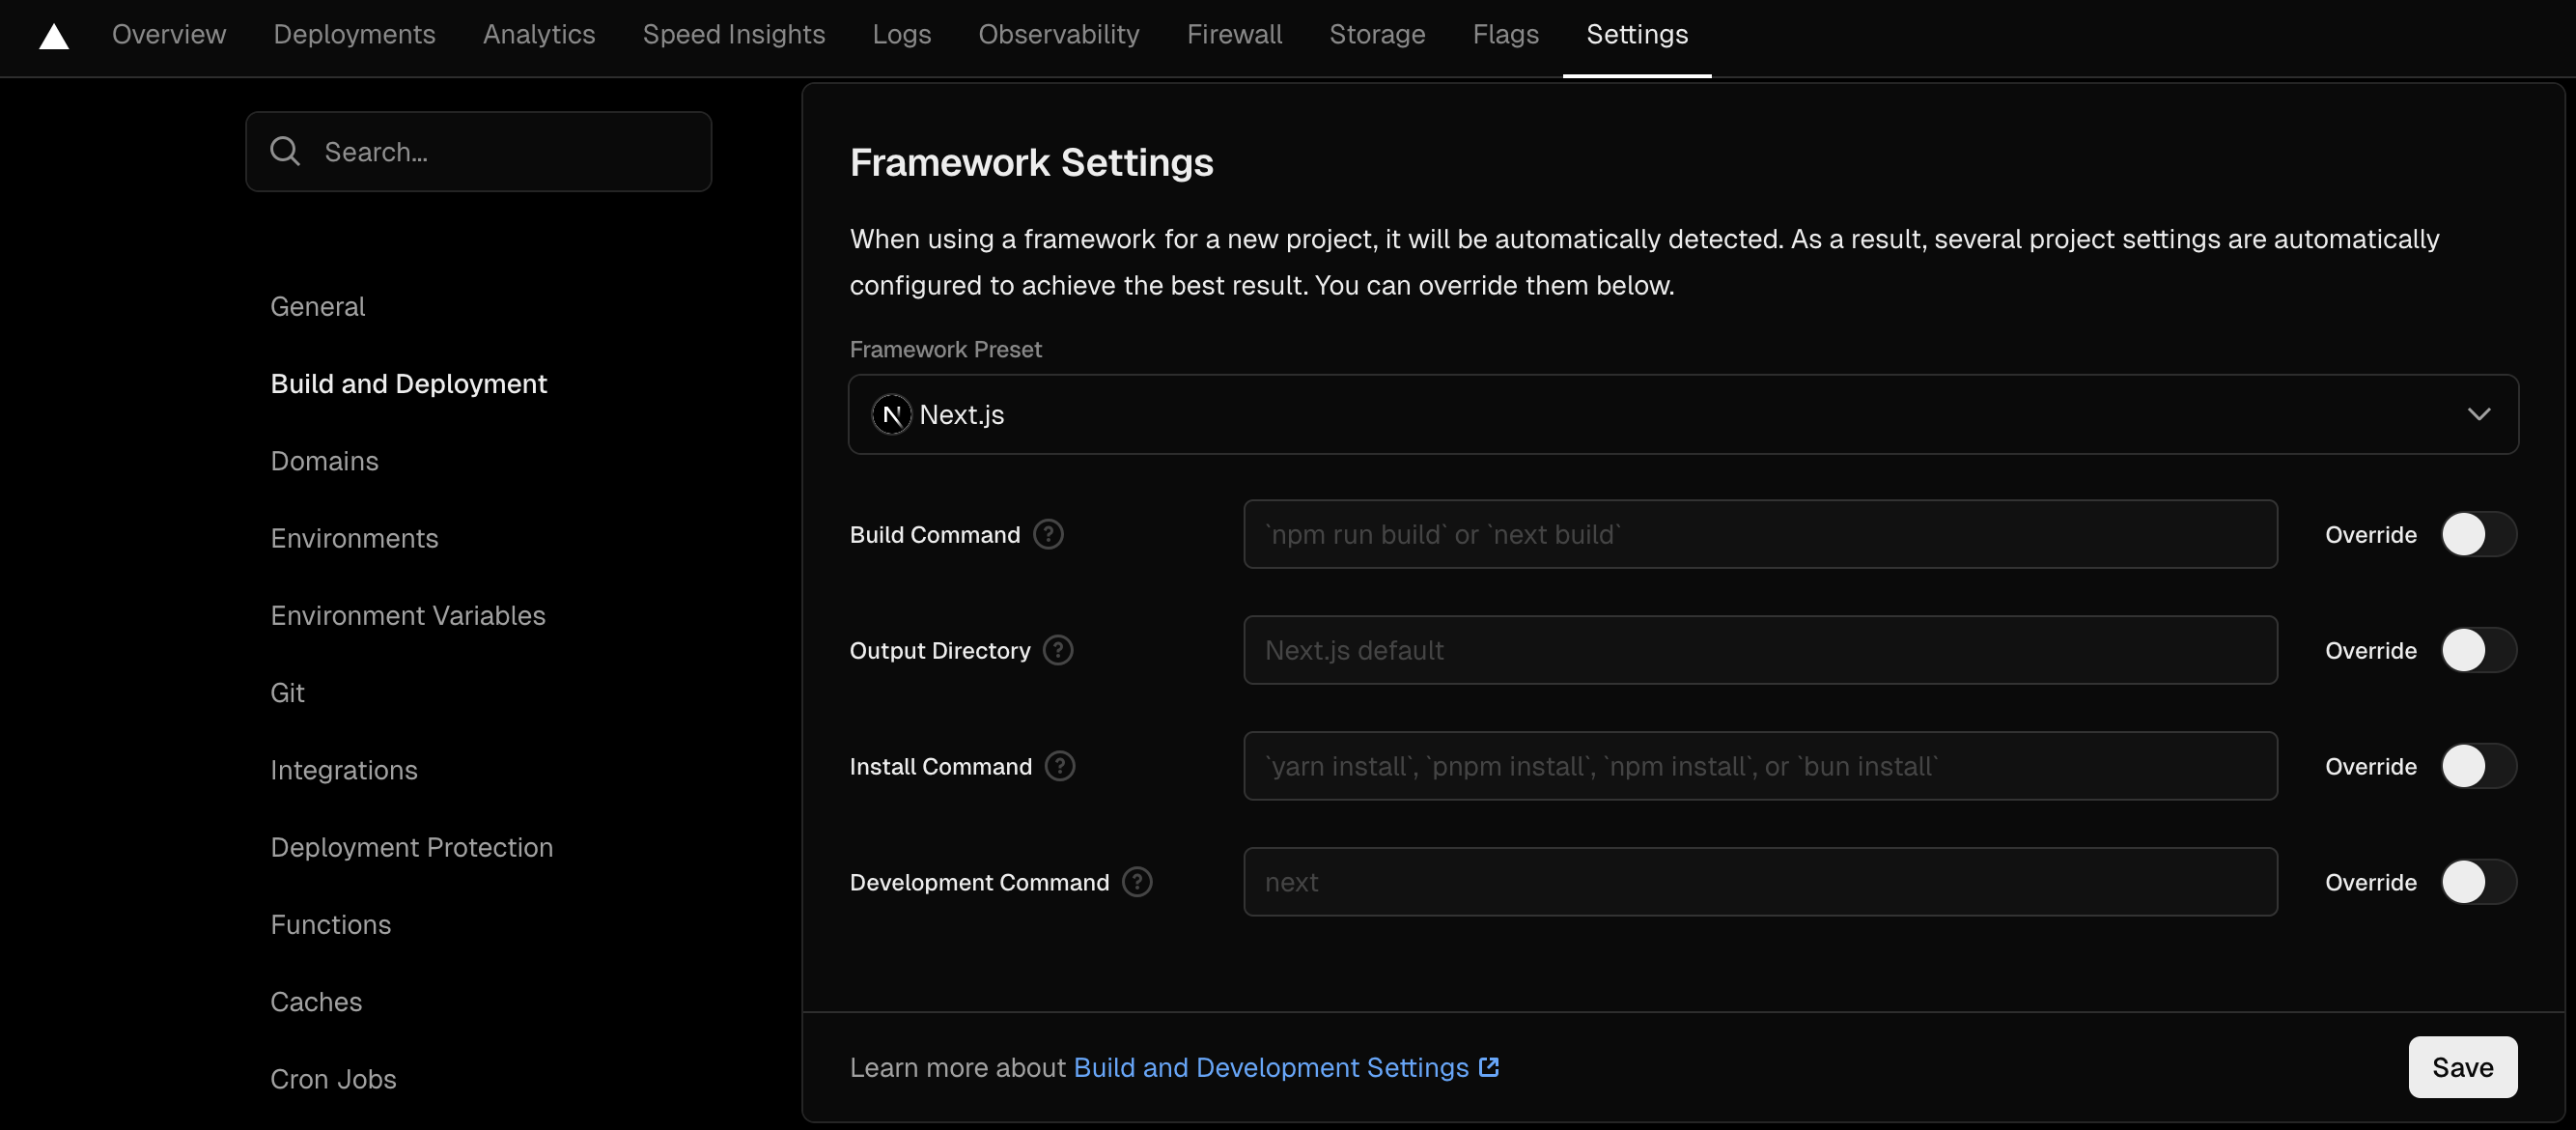 Overview Deployments Analytics Speed Insights Logs Observability Firewall Storage Flags Settings
Search...
General
Build and Deployment
Domains
Environments
Environment Variables
Git
Integrations
Deployment Protection
Functions
Caches
Cron Jobs
Framework Settings
When using a framework for a new project, it will be automatically detected. As a result, several project settings are automatically
configured to achieve the best result. You can override them below.
Framework Preset
N Next.js
Build Command ? `npm run build` or `next build` Override
Output Directory ? Next.js default Override
Install Command ? `yarn install`, `pnpm install`, `npm install`, or `bun install` Override
Development Command ? next Override
Learn more about Build and Development Settings
Save